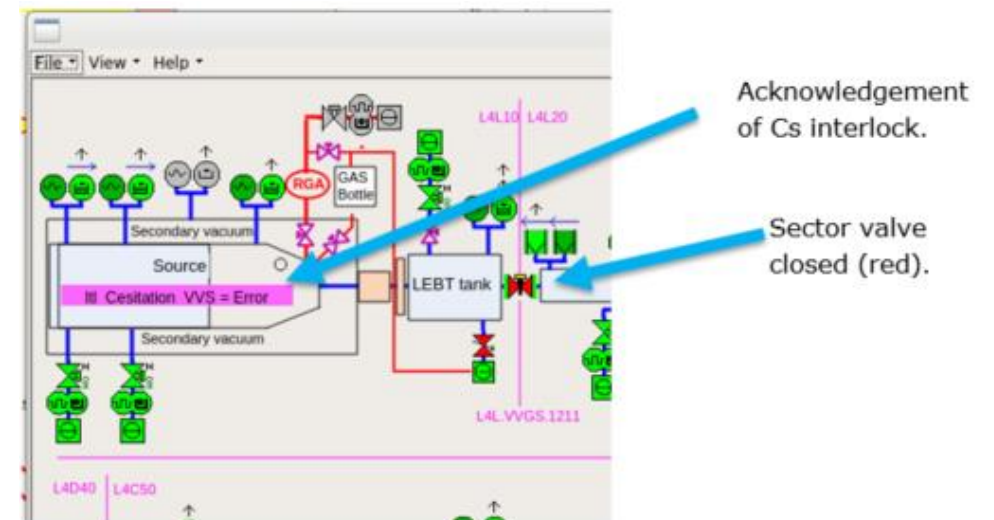 File View Help
Acknowledgement
of Cs interlock.
L4L10 L4L20
RGA
GAS
Bottle
Secondary vacuum
Sector valve
closed (red).
Source
LEBT tank
Itl Cesitation VVS = Error
Secondary vacuum
L4L.VVGS.1211
L4D40 L4C50